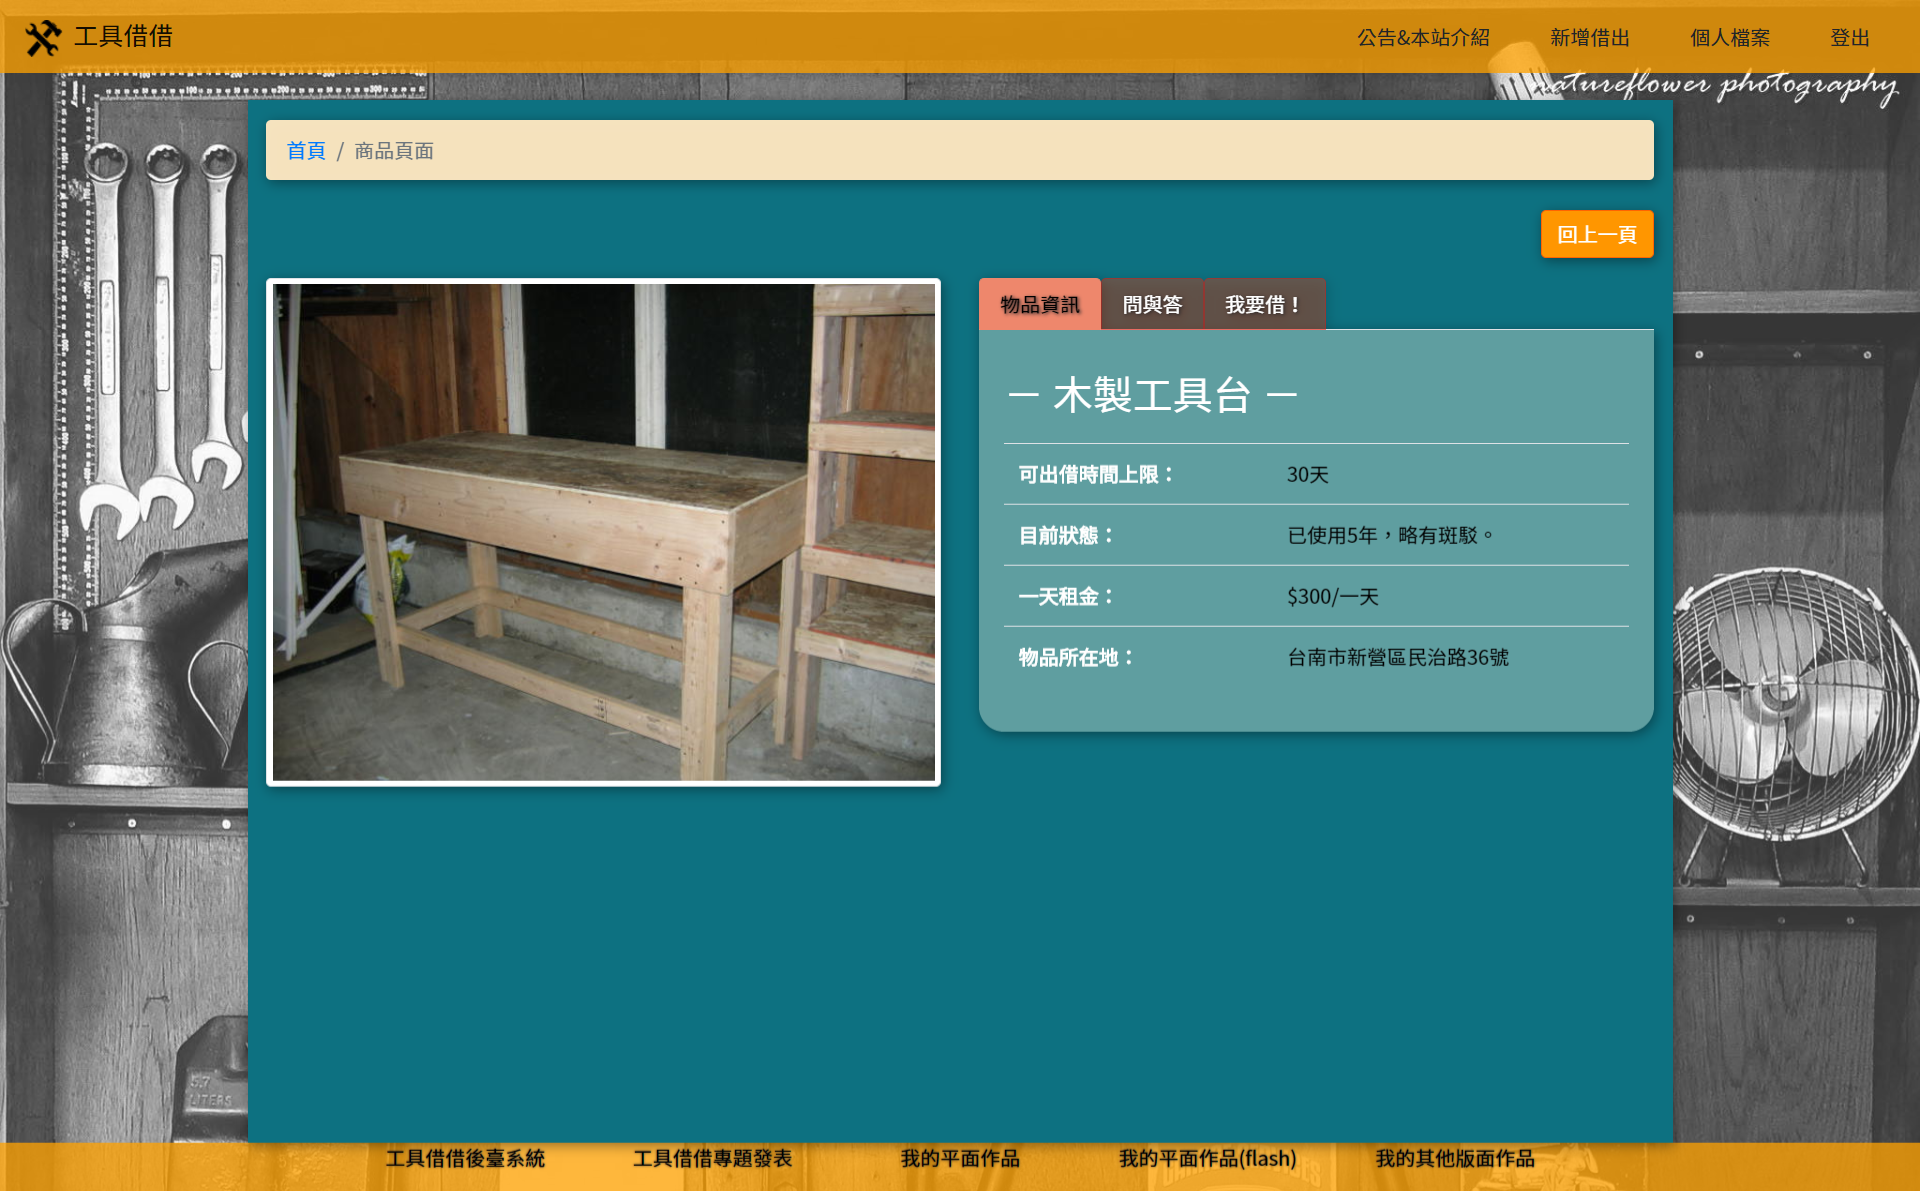 工具借借
公告&本站介紹
新增借出
個人檔案
登出
natureflower photography
首頁 / 商品頁面
回上一頁
物品資訊
問與答
我要借！
─ 木製工具台 ─
可出借時間上限： 30天
目前狀態： 已使用5年，略有斑駁。
一天租金： $300/一天
物品所在地： 台南市新營區民治路36號
5.7
LITERS
工具借借後臺系統
工具借借專題發表
我的平面作品
我的平面作品(flash)
我的其他版面作品